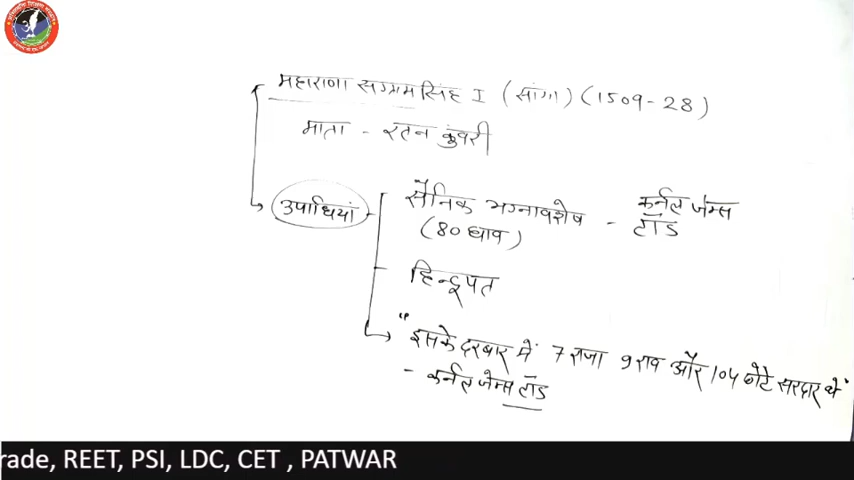 महाराणा सग्रामसिंह I (सांगा) (1509-28)
माता - रतन कुंवरी
उपाधियां
सैनिक भग्नावशेष - कर्नल जेम्स टॉड
(80 घाव)
हिन्दूपत
"इसके दरबार में 7 राजा 9 राव और 104 छोटे सरदार थे"
- कर्नल जेम्स टॉड
rade, REET, PSI, LDC, CET , PATWAR